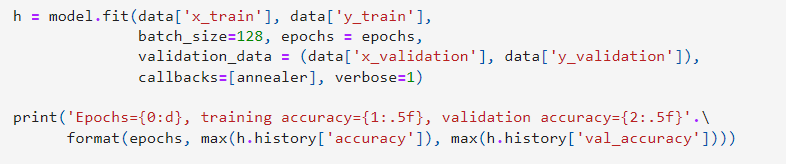 h = model.fit(data['x_train'], data['y_train'],
              batch_size=128, epochs = epochs,
              validation_data = (data['x_validation'], data['y_validation']),
              callbacks=[annealer], verbose=1)

print('Epochs={0:d}, training accuracy={1:.5f}, validation accuracy={2:.5f}'.\
      format(epochs, max(h.history['accuracy']), max(h.history['val_accuracy'])))